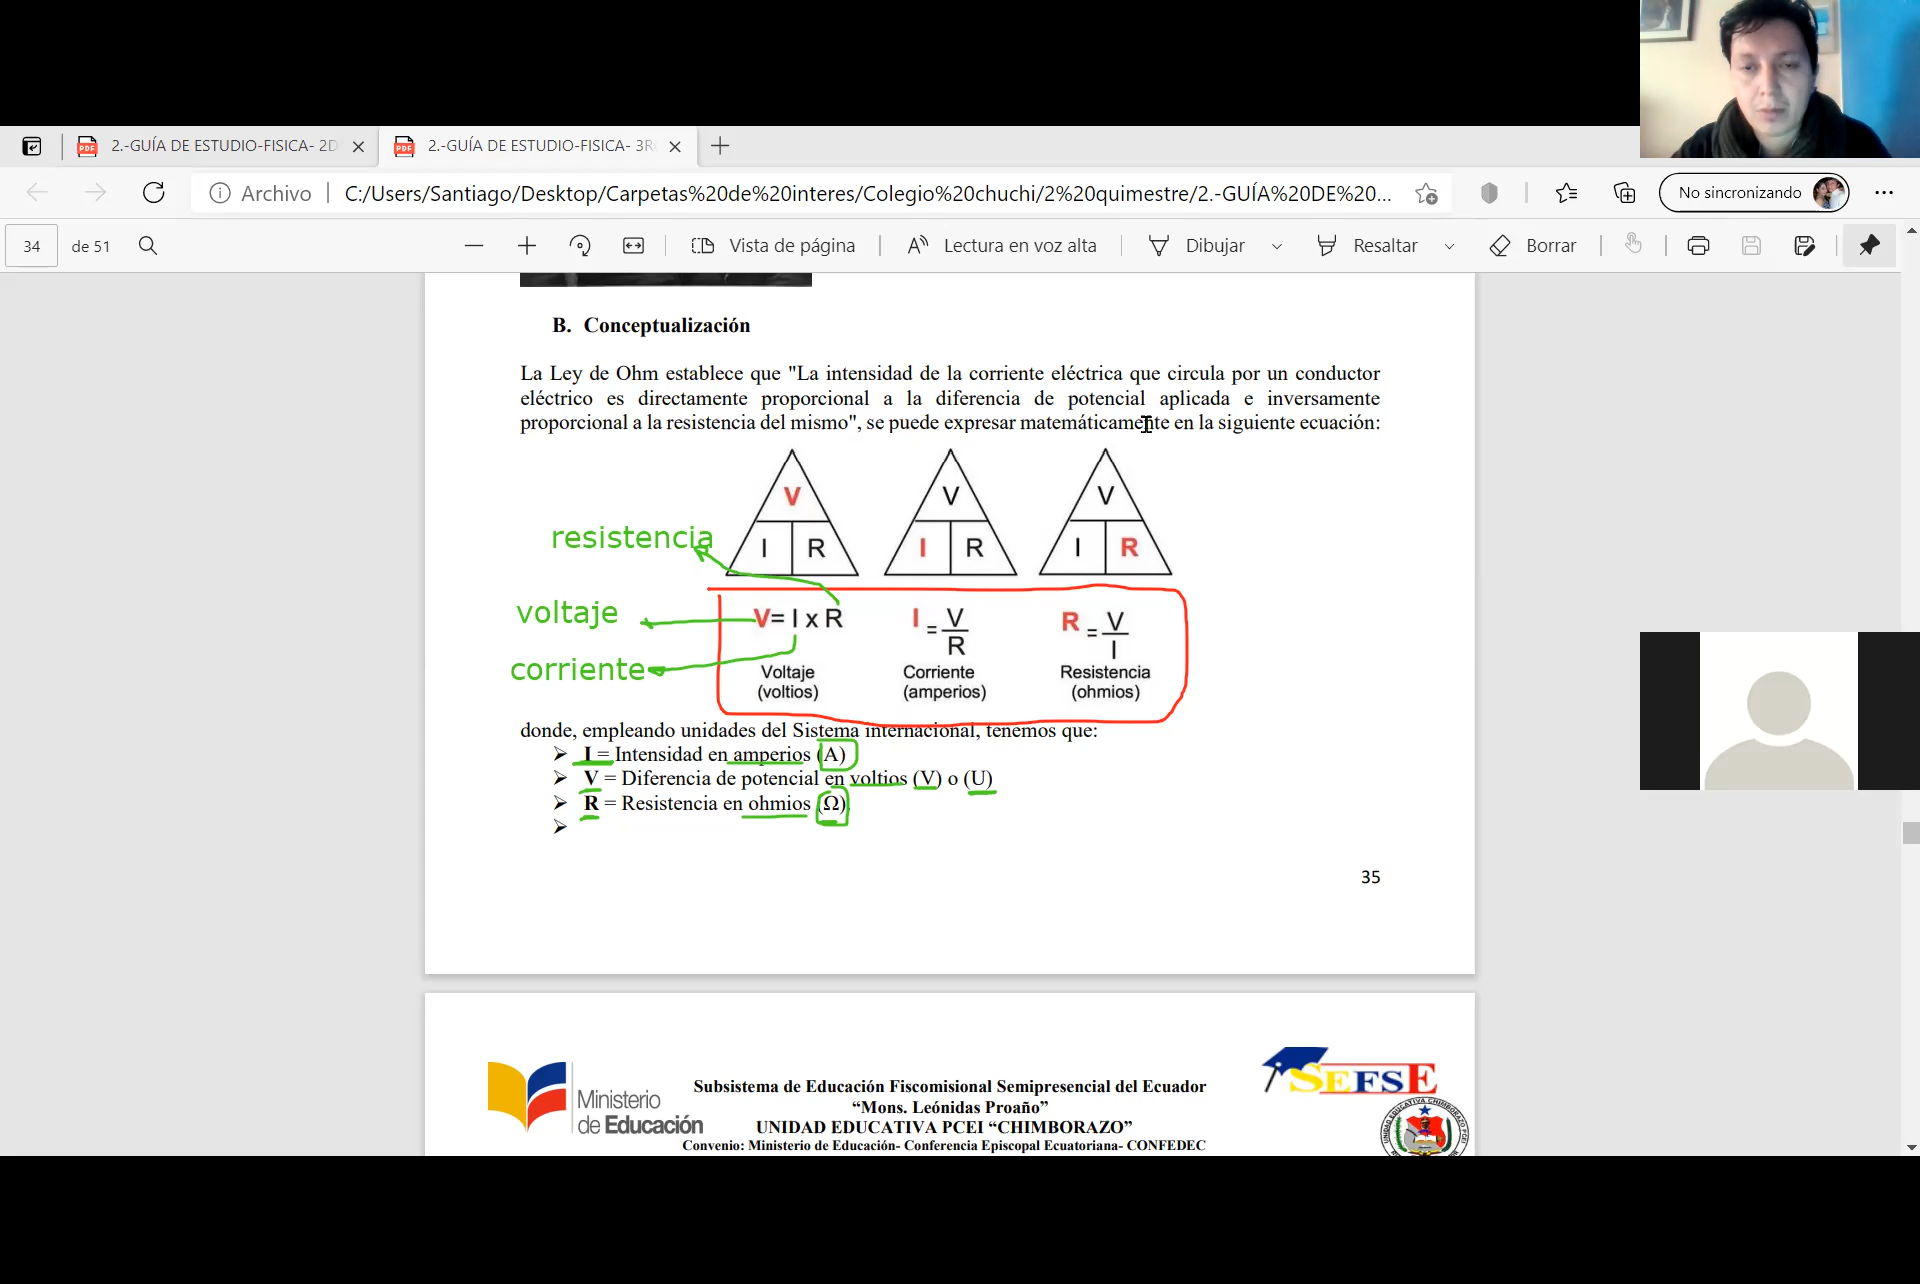 2.-GUÍA DE ESTUDIO-FISICA- 2D
2.-GUÍA DE ESTUDIO-FISICA- 3R
Archivo
C:/Users/Santiago/Desktop/Carpetas%20de%20interes/Colegio%20chuchi/2%20quimestre/2.-GUÍA%20DE%20...
No sincronizando
34 de 51
Vista de página
Lectura en voz alta
Dibujar
Resaltar
Borrar
B. Conceptualización
La Ley de Ohm establece que "La intensidad de la corriente eléctrica que circula por un conductor
eléctrico es directamente proporcional a la diferencia de potencial aplicada e inversamente
proporcional a la resistencia del mismo", se puede expresar matemáticamente en la siguiente ecuación:
V V V
resistencia
I R I R I R
voltaje
V= I x R
I = V/R
R = V/I
corriente
Voltaje Corriente Resistencia
(voltios) (amperios) (ohmios)
donde, empleando unidades del Sistema internacional, tenemos que:
➢ I = Intensidad en amperios (A)
➢ V = Diferencia de potencial en voltios (V) o (U)
➢ R = Resistencia en ohmios (Ω)
➢
35
Ministerio
de Educación
Subsistema de Educación Fiscomisional Semipresencial del Ecuador
“Mons. Leónidas Proaño”
UNIDAD EDUCATIVA PCEI “CHIMBORAZO”
Convenio: Ministerio de Educación- Conferencia Episcopal Ecuatoriana- CONFEDEC
SEFSE